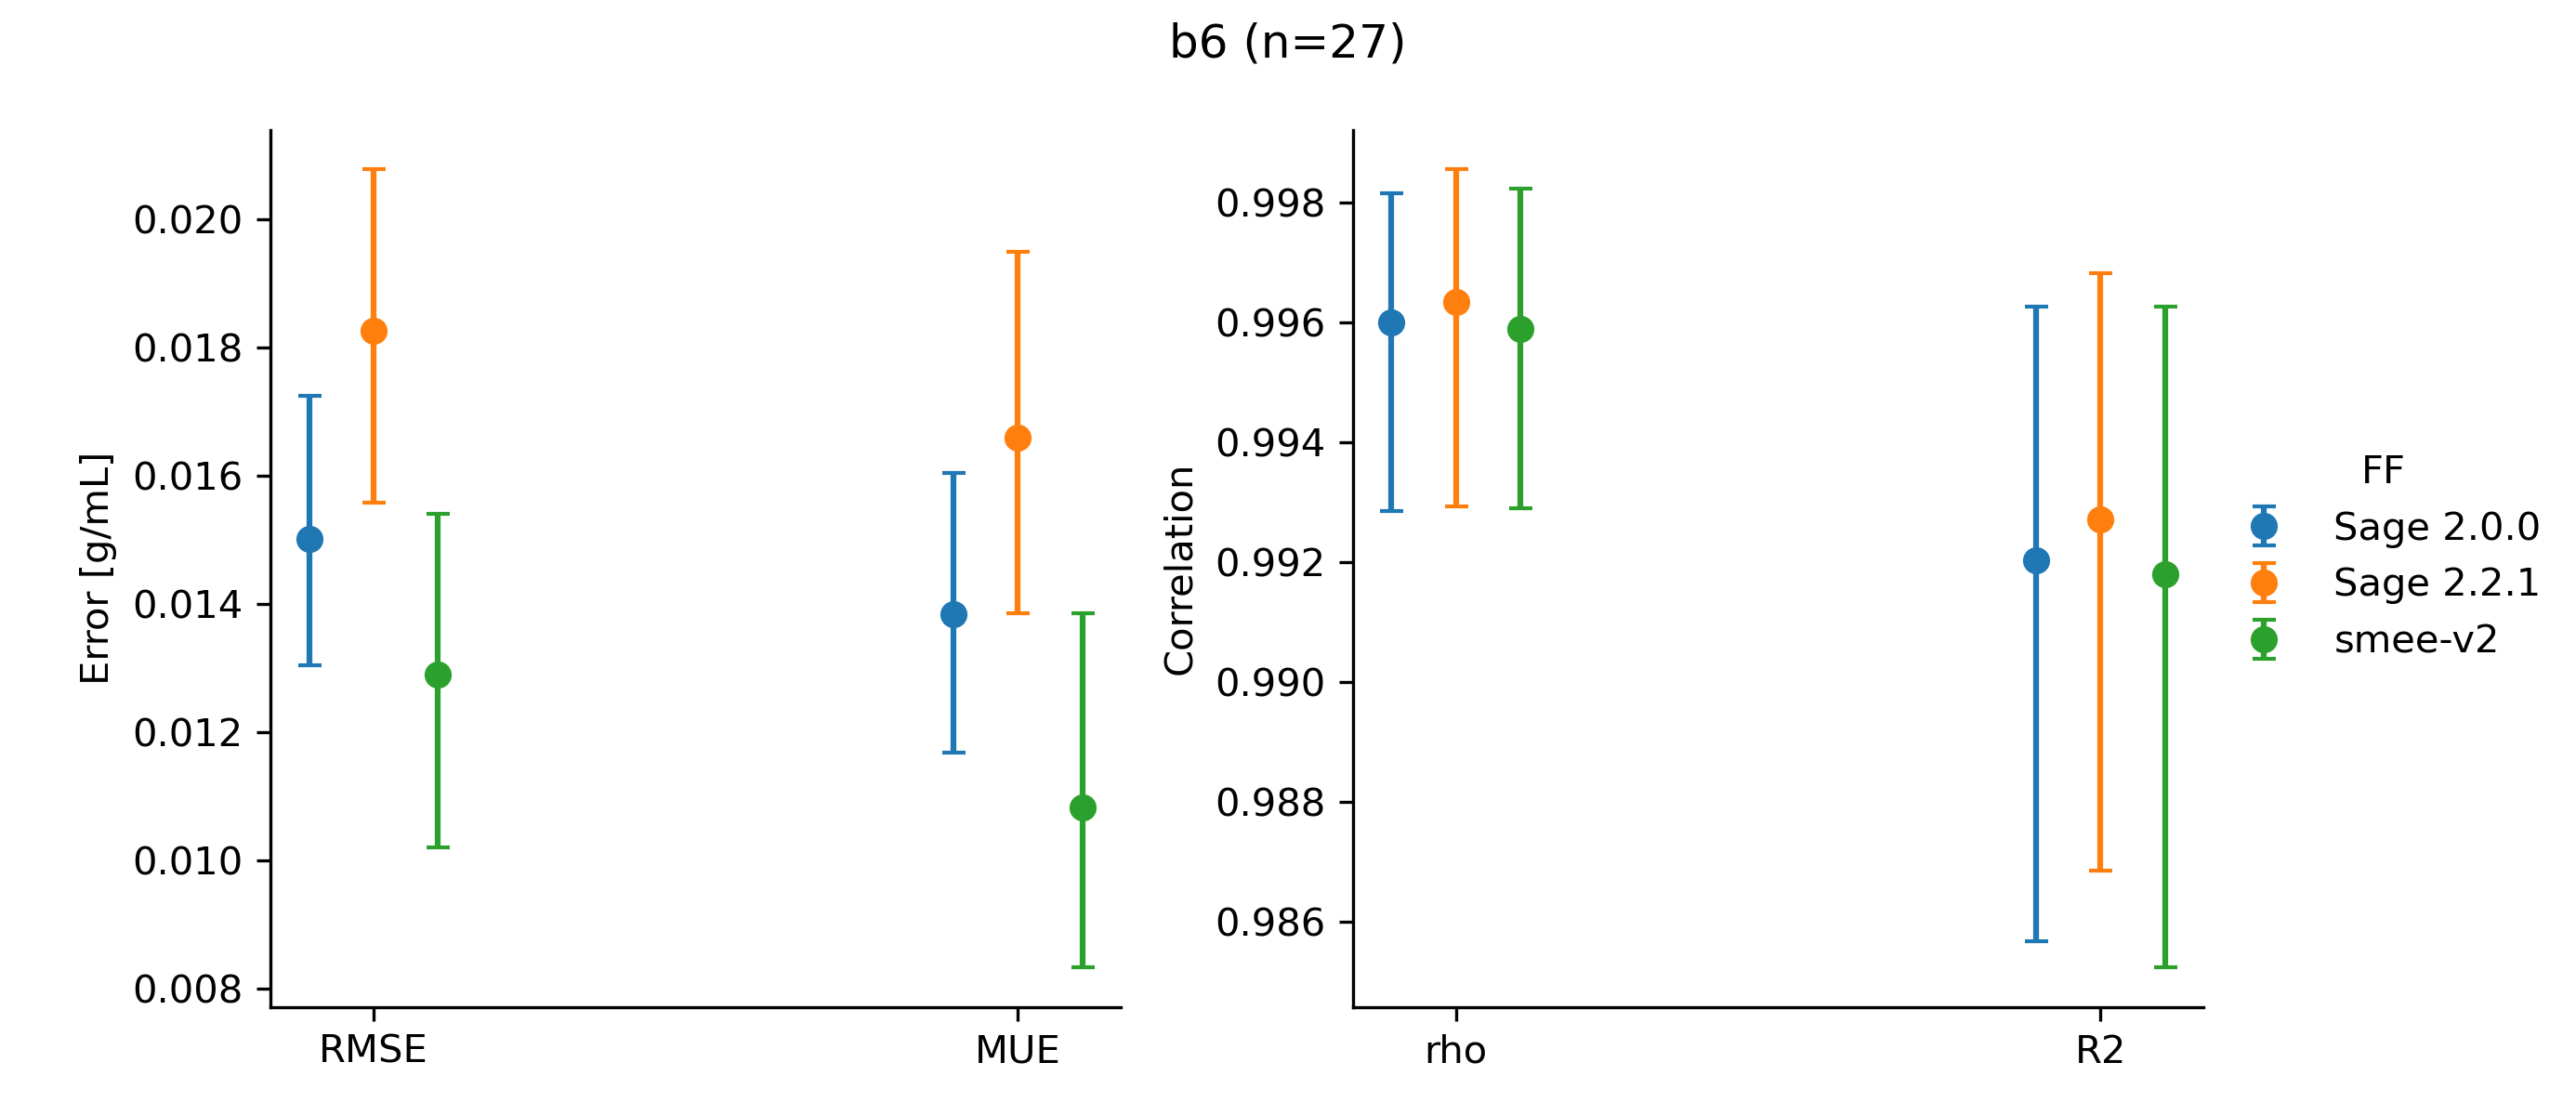 b6 (n=27)
Error [g/mL]
0.020
0.018
0.016
0.014
0.012
0.010
0.008
RMSE
MUE
Correlation
0.998
0.996
0.994
0.992
0.990
0.988
0.986
rho
R2
FF
Sage 2.0.0
Sage 2.2.1
smee-v2